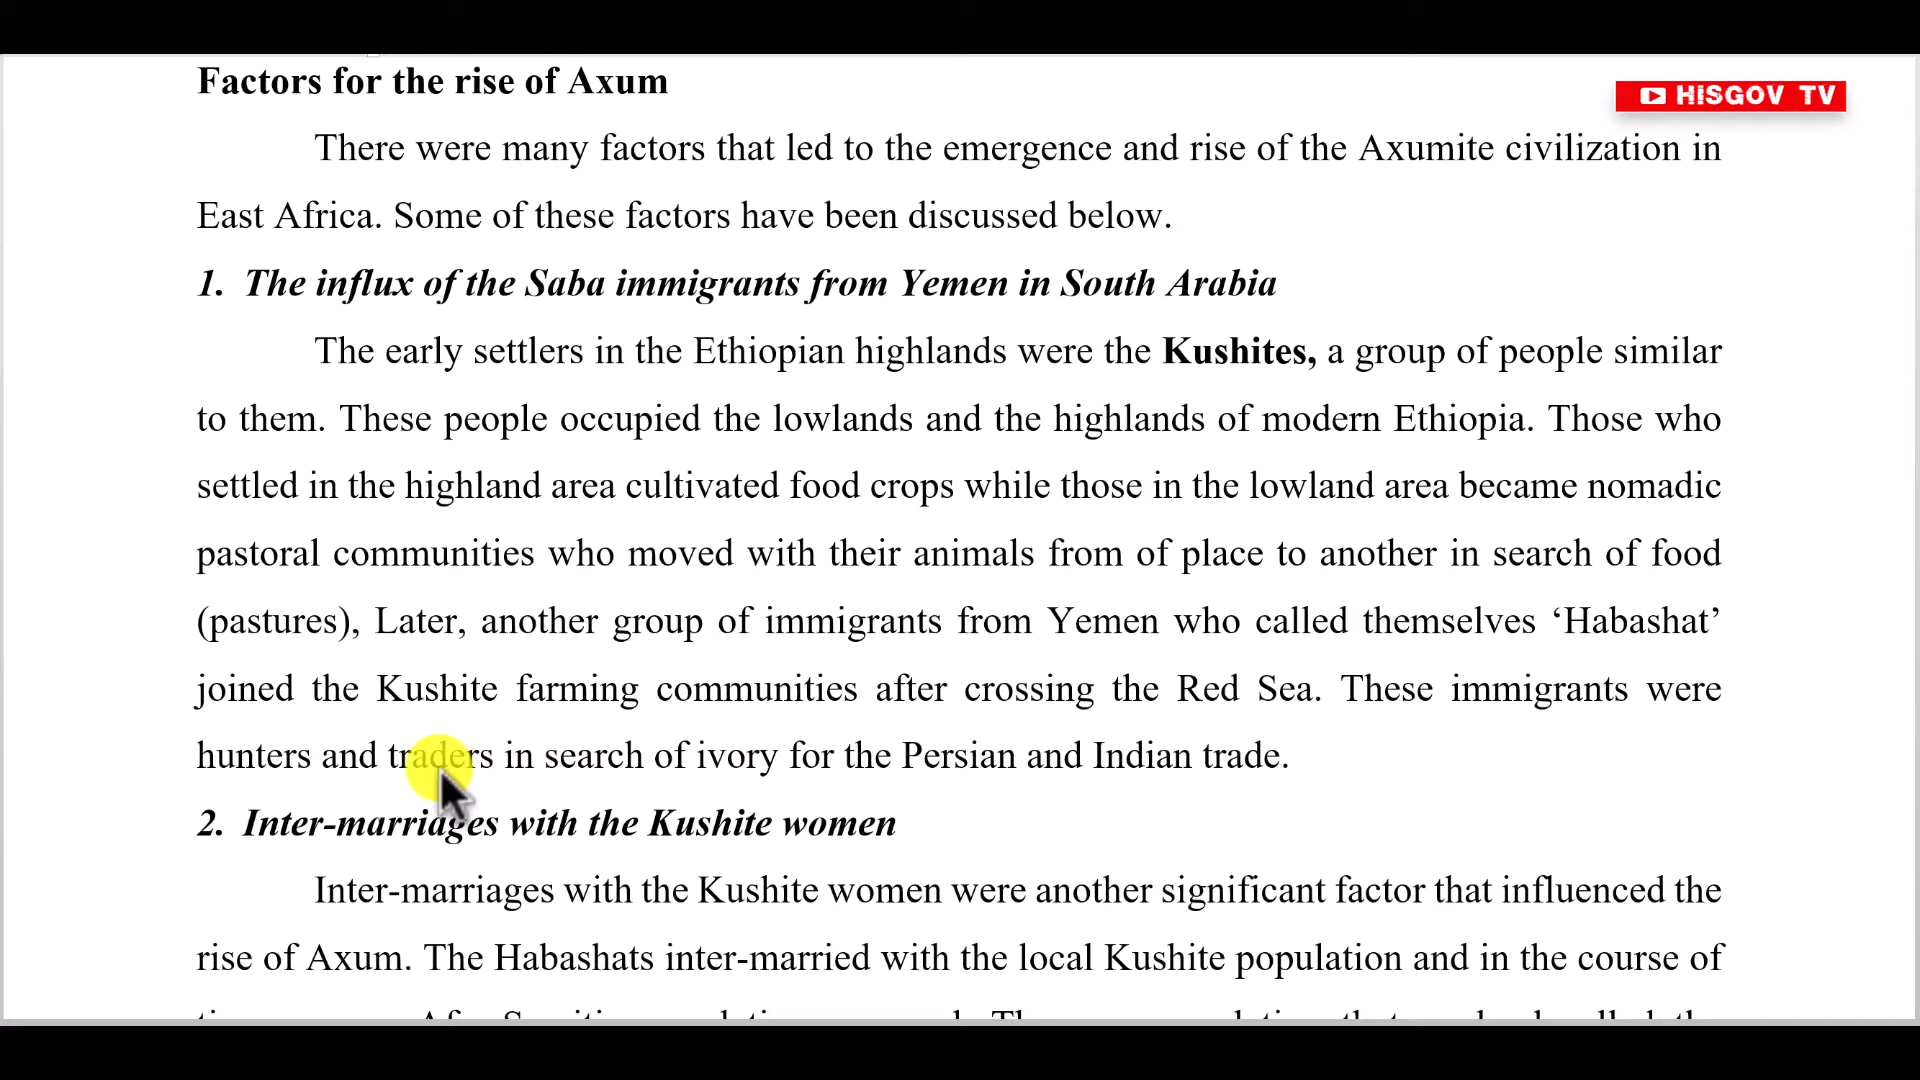 Factors for the rise of Axum
HISGOV TV
There were many factors that led to the emergence and rise of the Axumite civilization in
East Africa. Some of these factors have been discussed below.
1. The influx of the Saba immigrants from Yemen in South Arabia
The early settlers in the Ethiopian highlands were the Kushites, a group of people similar
to them. These people occupied the lowlands and the highlands of modern Ethiopia. Those who
settled in the highland area cultivated food crops while those in the lowland area became nomadic
pastoral communities who moved with their animals from of place to another in search of food
(pastures), Later, another group of immigrants from Yemen who called themselves ‘Habashat’
joined the Kushite farming communities after crossing the Red Sea. These immigrants were
hunters and traders in search of ivory for the Persian and Indian trade.
2. Inter-marriages with the Kushite women
Inter-marriages with the Kushite women were another significant factor that influenced the
rise of Axum. The Habashats inter-married with the local Kushite population and in the course of